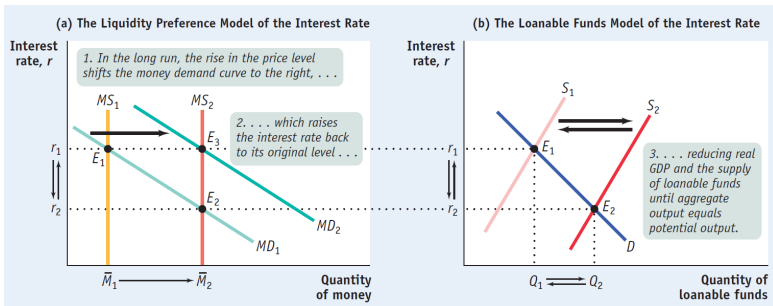 (a) The Liquidity Preference Model of the Interest Rate
Interest
rate, r
1. In the long run, the rise in the price level
shifts the money demand curve to the right, . . .
MS1
MS2
2. . . . which raises
the interest rate back
to its original level . . .
E1
E3
r1
r2
E2
MD2
MD1
M̅1
M̅2
Quantity
of money
(b) The Loanable Funds Model of the Interest Rate
Interest
rate, r
S1
S2
r1
E1
3. . . . reducing real
GDP and the supply
of loanable funds
until aggregate
output equals
potential output.
r2
E2
D
Q1
Q2
Quantity of
loanable funds